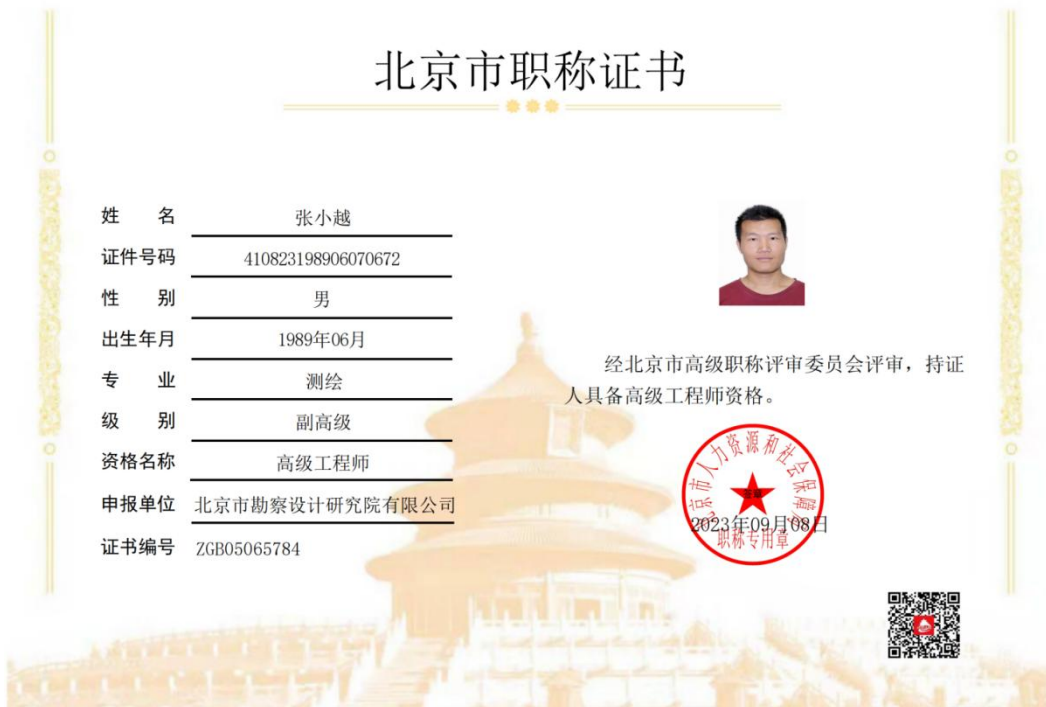 北京市职称证书
姓 名 张小越
证件号码 410823198906070672
性 别 男
出生年月 1989年06月
专 业 测绘
级 别 副高级
资格名称 高级工程师
申报单位 北京市勘察设计研究院有限公司
证书编号 ZGB05065784
经北京市高级职称评审委员会评审，持证
人具备高级工程师资格。
北京市人力资源和社会保障局
2023年09月08日
职称专用章